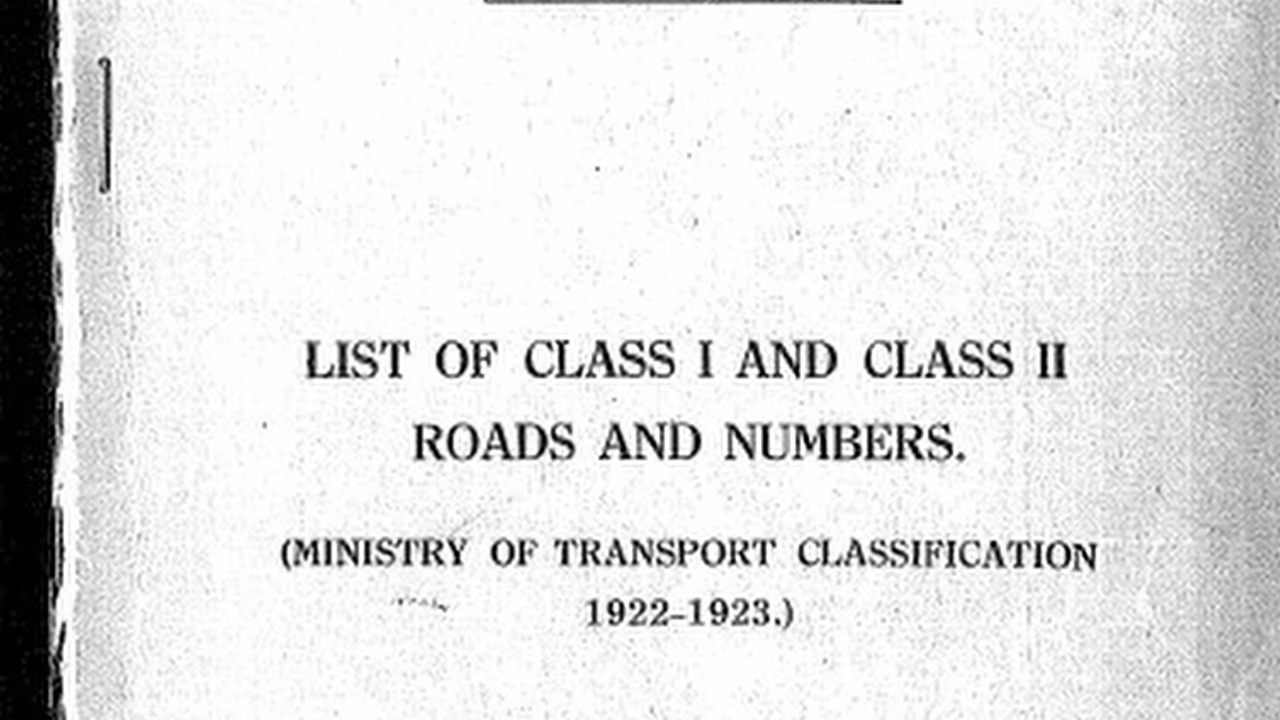 LIST OF CLASS I AND CLASS II
ROADS AND NUMBERS.
(MINISTRY OF TRANSPORT CLASSIFICATION
1922–1923.)